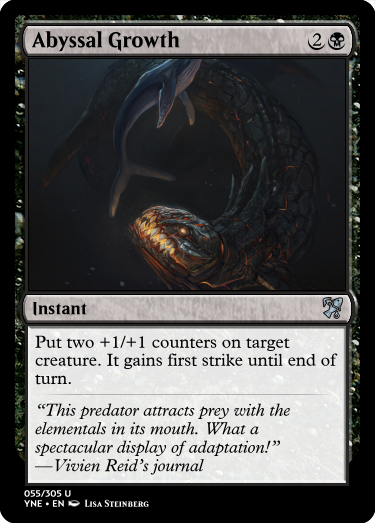 Abyssal Growth 2
Instant
Put two +1/+1 counters on target
creature. It gains first strike until end of
turn.
“This predator attracts prey with the
elementals in its mouth. What a
spectacular display of adaptation!”
—Vivien Reid’s journal
055/305 U
YNE • EN Lisa Steinberg